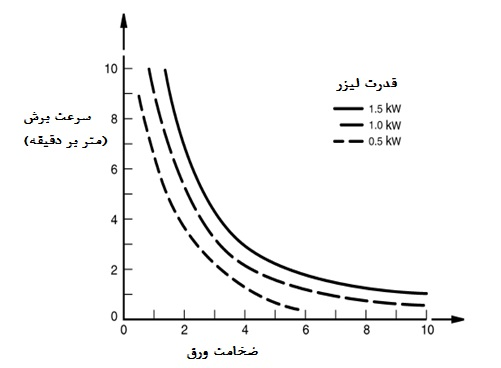 قدرت لیزر
1.5 kW
1.0 kW
0.5 kW
سرعت برش
(متر بر دقیقه)
10
8
6
4
2
0
0 2 4 6 8 10
ضخامت ورق